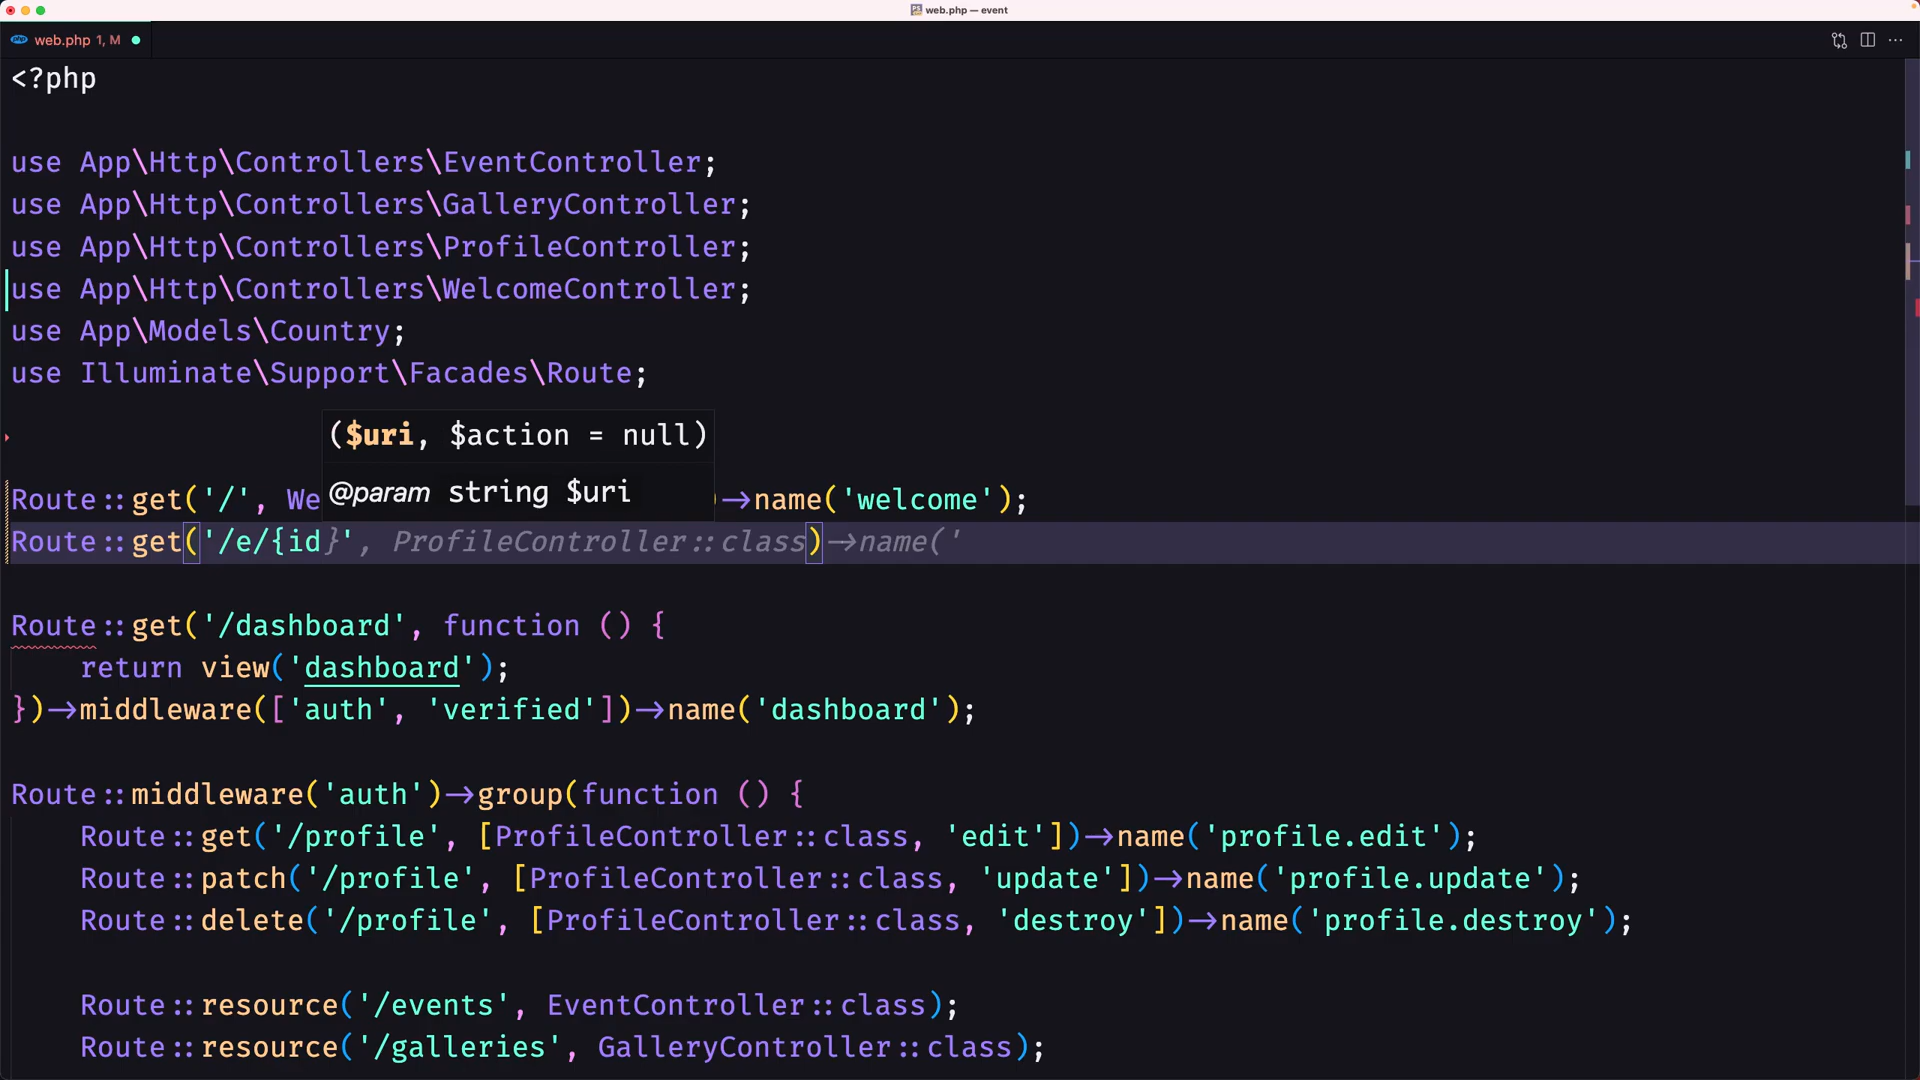 web.php — event
web.php 1, M
<?php
use App\Http\Controllers\EventController;
use App\Http\Controllers\GalleryController;
use App\Http\Controllers\ProfileController;
use App\Http\Controllers\WelcomeController;
use App\Models\Country;
use Illuminate\Support\Facades\Route;
($uri, $action = null)
@param string $uri
Route::get('/', We )->name('welcome');
Route::get('/e/{id}', ProfileController::class)->name('
Route::get('/dashboard', function () {
    return view('dashboard');
})->middleware(['auth', 'verified'])->name('dashboard');
Route::middleware('auth')->group(function () {
    Route::get('/profile', [ProfileController::class, 'edit'])->name('profile.edit');
    Route::patch('/profile', [ProfileController::class, 'update'])->name('profile.update');
    Route::delete('/profile', [ProfileController::class, 'destroy'])->name('profile.destroy');
    Route::resource('/events', EventController::class);
    Route::resource('/galleries', GalleryController::class);